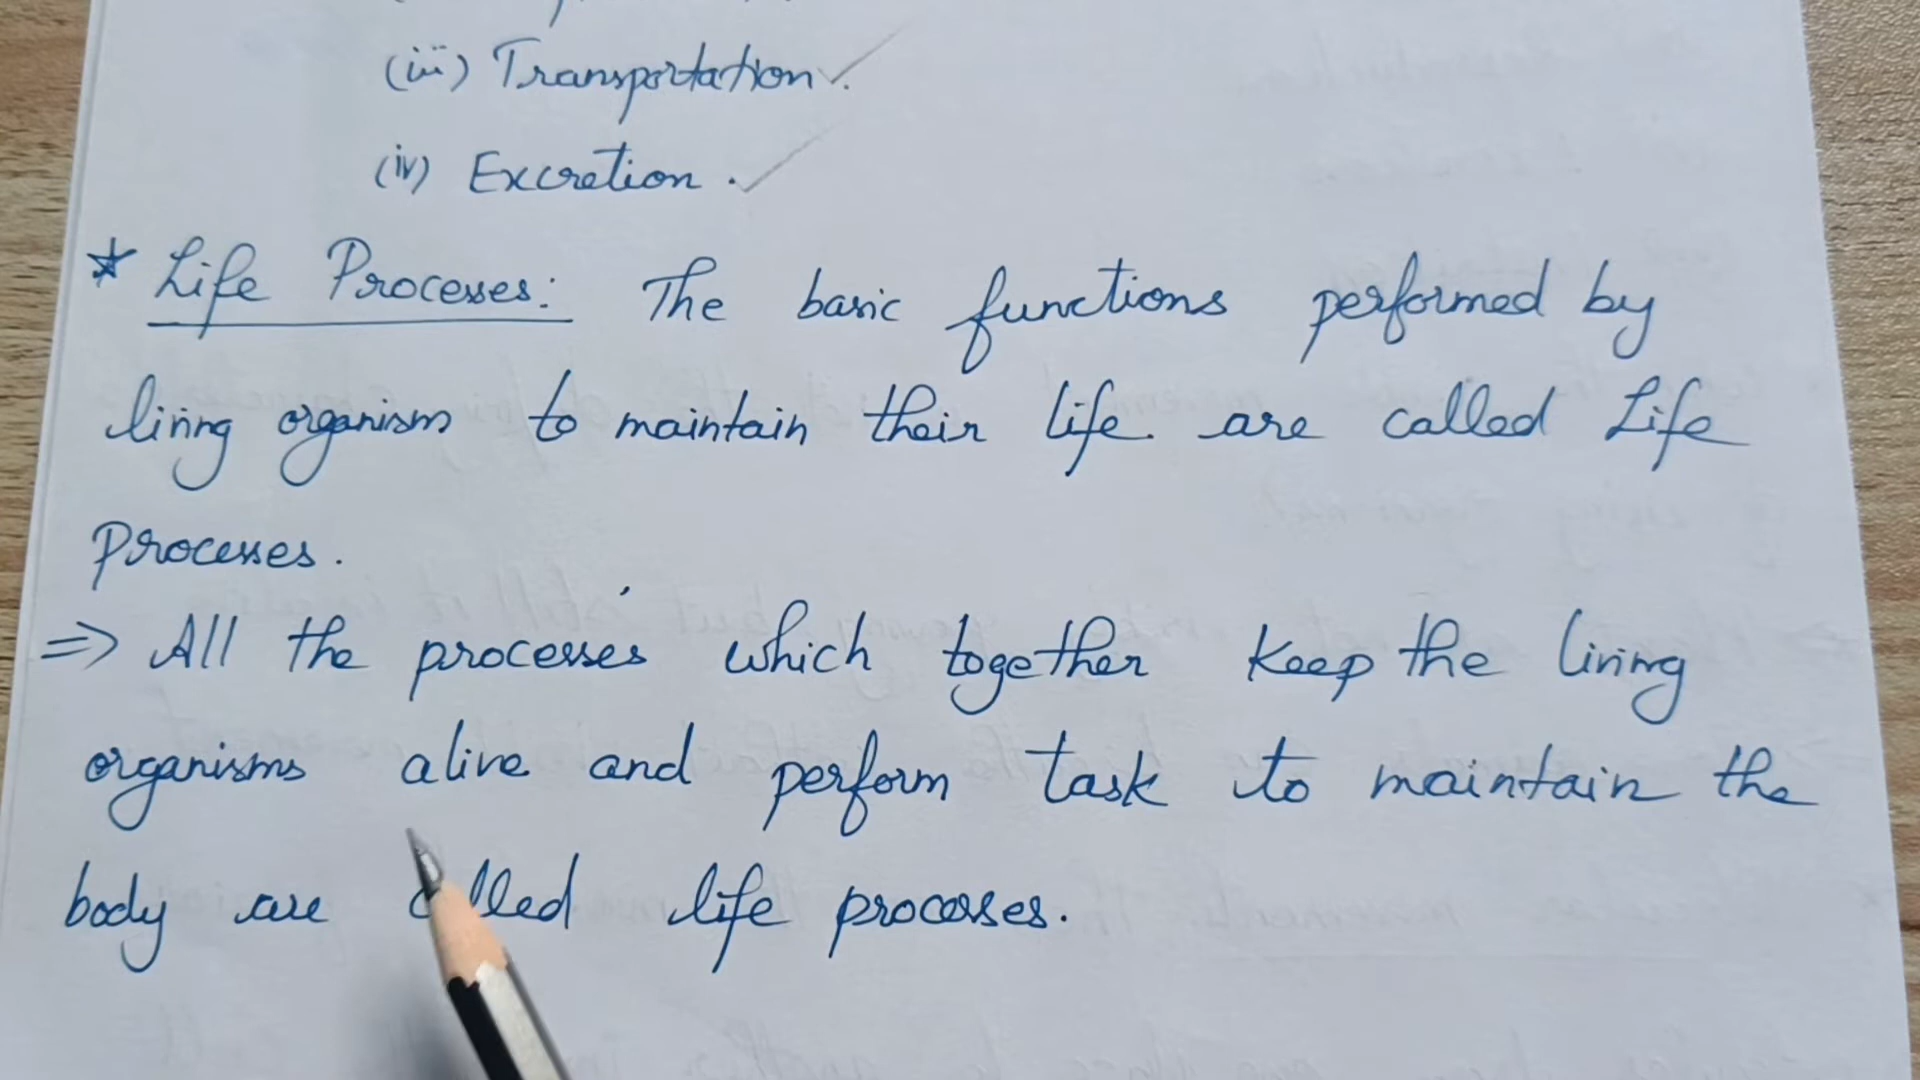 (iii) Transportation.
(iv) Excretion.
* Life Processes: The basic functions performed by
living organism to maintain their life are called Life
Processes.
=> All the processes which together keep the living
organisms alive and perform task to maintain the
body are called life processes.